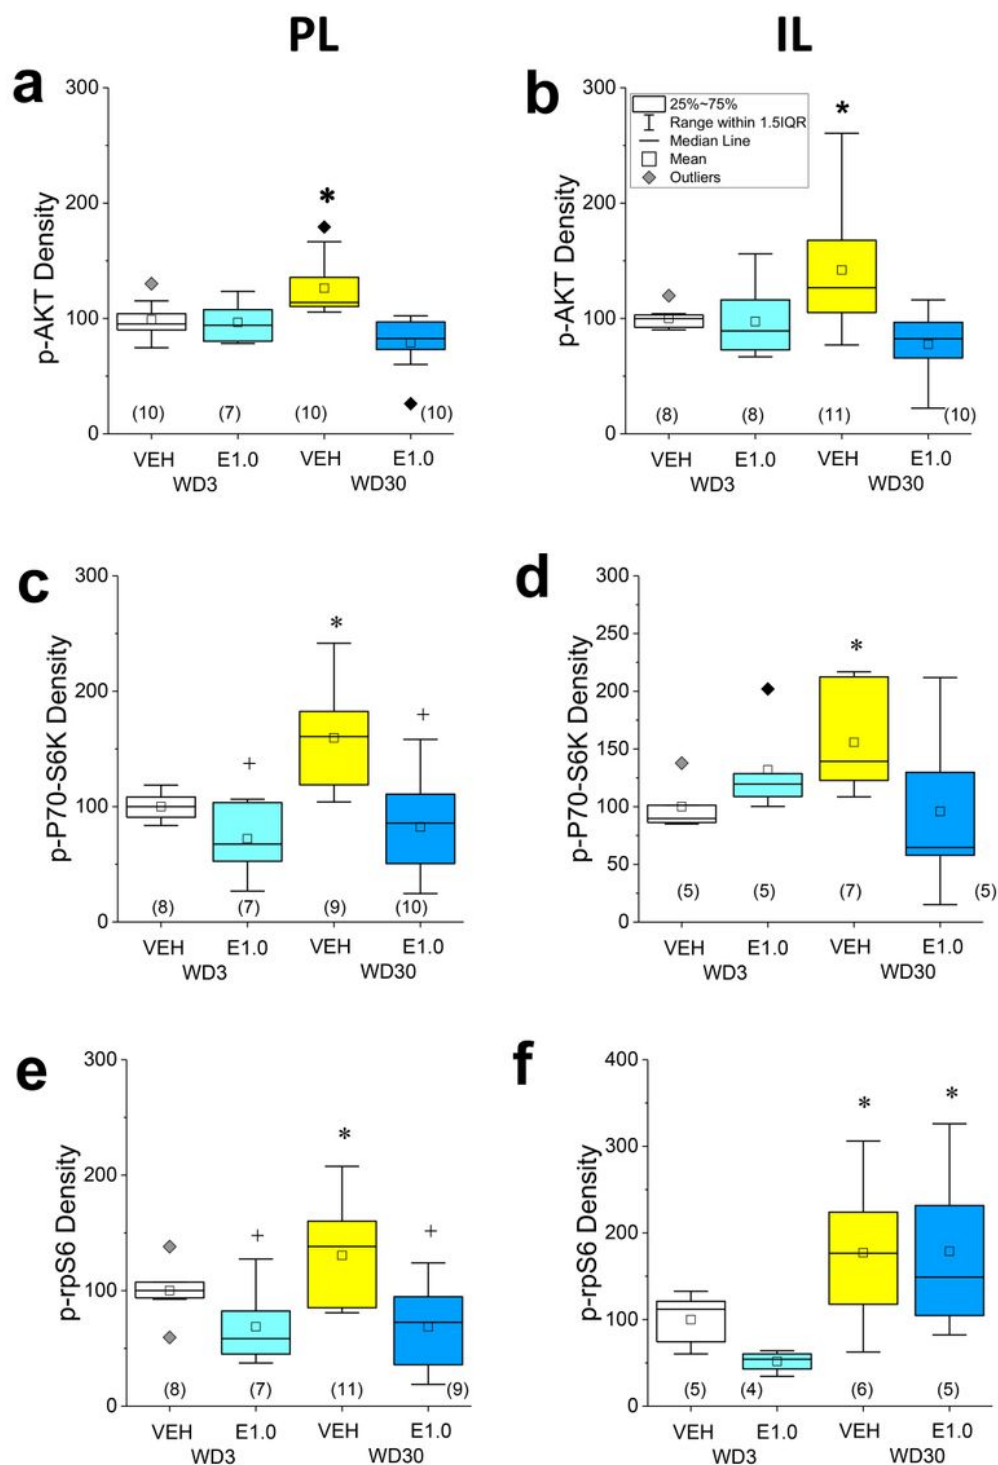 PL IL
a
300
200
100
0
p-AKT Density
*
(10) (7) (10) (10)
VEH E1.0 VEH E1.0
WD3 WD30
b
300
200
100
0
p-AKT Density
25%~75%
Range within 1.5IQR
Median Line
Mean
Outliers
*
(8) (8) (11) (10)
VEH E1.0 VEH E1.0
WD3 WD30
c
300
200
100
0
p-P70-S6K Density
+ * +
(8) (7) (9) (10)
VEH E1.0 VEH E1.0
WD3 WD30
d
300
250
200
150
100
50
0
p-P70-S6K Density
*
(5) (5) (7) (5)
VEH E1.0 VEH E1.0
WD3 WD30
e
300
200
100
0
p-rpS6 Density
+ * +
(8) (7) (11) (9)
VEH E1.0 VEH E1.0
WD3 WD30
f
400
300
200
100
0
p-rpS6 Density
* *
(5) (4) (6) (5)
VEH E1.0 VEH E1.0
WD3 WD30